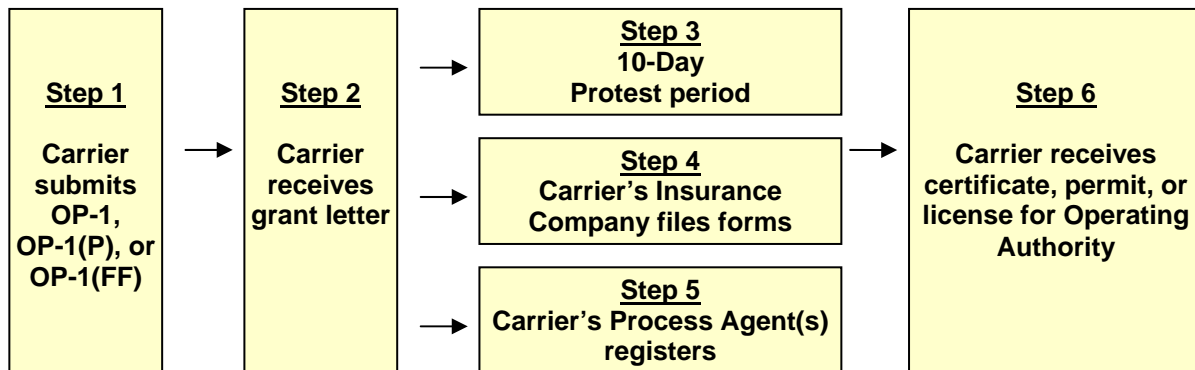 Step 1
Carrier
submits
OP-1,
OP-1(P), or
OP-1(FF)
Step 2
Carrier
receives
grant letter
Step 3
10-Day
Protest period
Step 4
Carrier's Insurance
Company files forms
Step 5
Carrier's Process Agent(s)
registers
Step 6
Carrier receives
certificate, permit, or
license for Operating
Authority